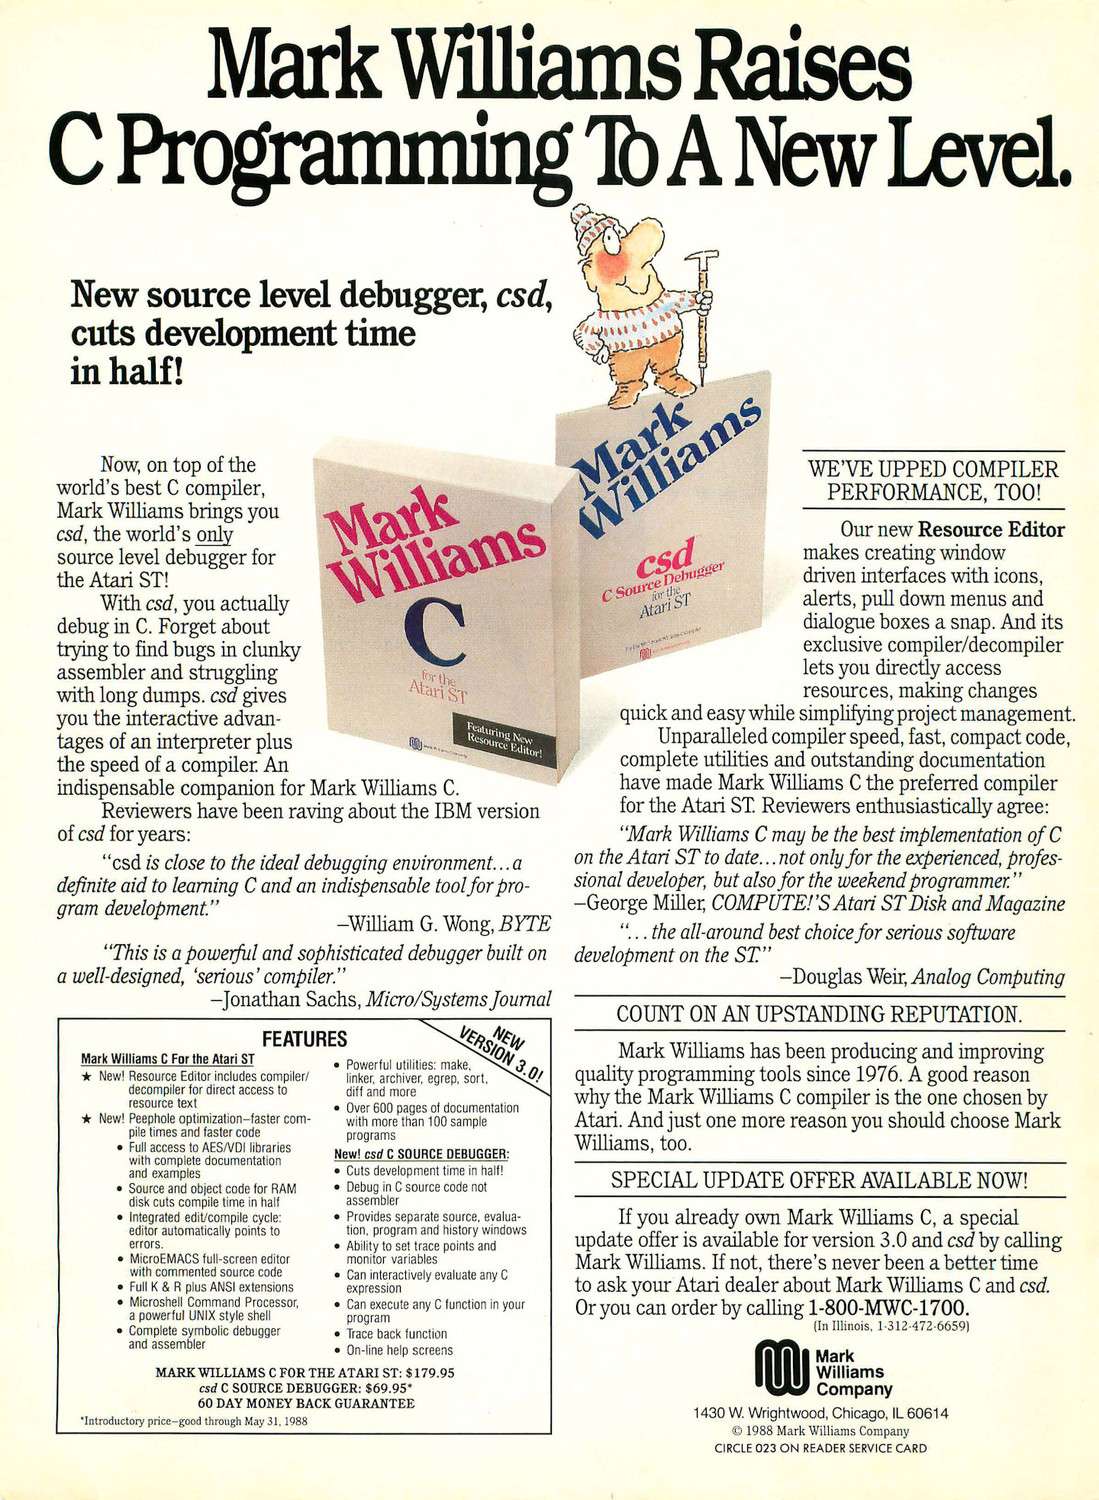 Mark Williams Raises
C Programming To A New Level.
New source level debugger, csd,
cuts development time
in half!
Now, on top of the
world's best C compiler,
Mark Williams brings you
csd, the world's only
source level debugger for
the Atari ST!
With csd, you actually
debug in C. Forget about
trying to find bugs in clunky
assembler and struggling
with long dumps. csd gives
you the interactive advan-
tages of an interpreter plus
the speed of a compiler. An
indispensable companion for Mark Williams C.
Reviewers have been raving about the IBM version
of csd for years:
"csd is close to the ideal debugging environment...a
definite aid to learning C and an indispensable tool for pro-
gram development."
–William G. Wong, BYTE
"This is a powerful and sophisticated debugger built on
a well-designed, 'serious' compiler."
–Jonathan Sachs, Micro/Systems Journal
Mark
Williams
C
for the
Atari ST
Featuring New
Resource Editor!
Mark Williams Company
Mark
Williams
csd
C Source Debugger
for the
Atari ST
WE'VE UPPED COMPILER
PERFORMANCE, TOO!
Our new Resource Editor
makes creating window
driven interfaces with icons,
alerts, pull down menus and
dialogue boxes a snap. And its
exclusive compiler/decompiler
lets you directly access
resources, making changes
quick and easy while simplifying project management.
Unparalleled compiler speed, fast, compact code,
complete utilities and outstanding documentation
have made Mark Williams C the preferred compiler
for the Atari ST. Reviewers enthusiastically agree:
"Mark Williams C may be the best implementation of C
on the Atari ST to date...not only for the experienced, profes-
sional developer, but also for the weekend programmer."
–George Miller, COMPUTE!'S Atari ST Disk and Magazine
"...the all-around best choice for serious software
development on the ST."
–Douglas Weir, Analog Computing
COUNT ON AN UPSTANDING REPUTATION.
Mark Williams has been producing and improving
quality programming tools since 1976. A good reason
why the Mark Williams C compiler is the one chosen by
Atari. And just one more reason you should choose Mark
Williams, too.
SPECIAL UPDATE OFFER AVAILABLE NOW!
If you already own Mark Williams C, a special
update offer is available for version 3.0 and csd by calling
Mark Williams. If not, there's never been a better time
to ask your Atari dealer about Mark Williams C and csd.
Or you can order by calling 1-800-MWC-1700.
(In Illinois, 1-312-472-6659)
Mark
Williams
Company
1430 W. Wrightwood, Chicago, IL 60614
© 1988 Mark Williams Company
CIRCLE 023 ON READER SERVICE CARD
FEATURES
NEW
VERSION 3.0!
Mark Williams C For the Atari ST
★ New! Resource Editor includes compiler/
decompiler for direct access to
resource text
★ New! Peephole optimization–faster com-
pile times and faster code
• Full access to AES/VDI libraries
with complete documentation
and examples
• Source and object code for RAM
disk cuts compile time in half
• Integrated edit/compile cycle:
editor automatically points to
errors.
• MicroEMACS full-screen editor
with commented source code
• Full K & R plus ANSI extensions
• Microshell Command Processor,
a powerful UNIX style shell
• Complete symbolic debugger
and assembler
• Powerful utilities: make,
linker, archiver, egrep, sort,
diff and more
• Over 600 pages of documentation
with more than 100 sample
programs
New! csd C SOURCE DEBUGGER:
• Cuts development time in half!
• Debug in C source code not
assembler
• Provides separate source, evalua-
tion, program and history windows
• Ability to set trace points and
monitor variables
• Can interactively evaluate any C
expression
• Can execute any C function in your
program
• Trace back function
• On-line help screens
MARK WILLIAMS C FOR THE ATARI ST: $179.95
csd C SOURCE DEBUGGER: $69.95*
60 DAY MONEY BACK GUARANTEE
*Introductory price–good through May 31, 1988